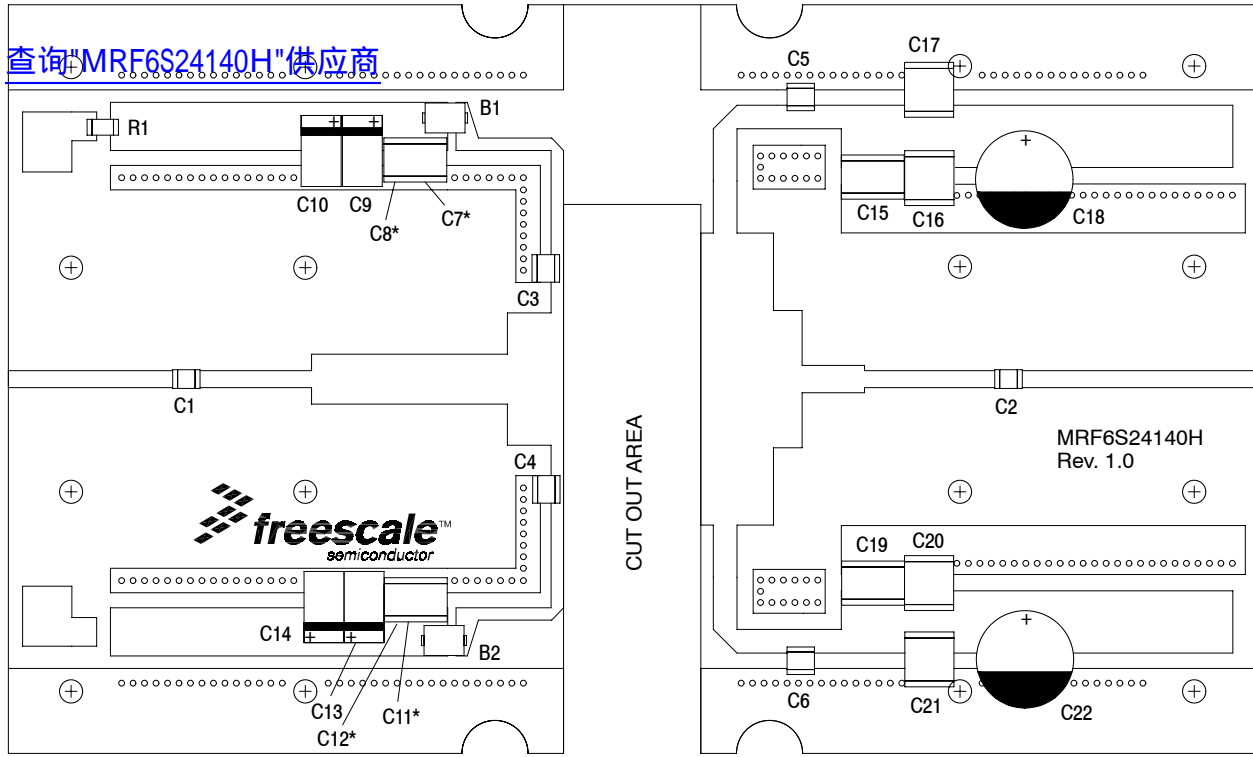 查询"MRF6S24140H"供应商
C17
C5
B1
R1
C10
C9
C7*
C8*
C15
C16
C18
C3
C1
C2
CUT OUT AREA
MRF6S24140H
Rev. 1.0
C4
freescale™
semiconductor
C19
C20
C14
B2
C13
C11*
C12*
C6
C21
C22